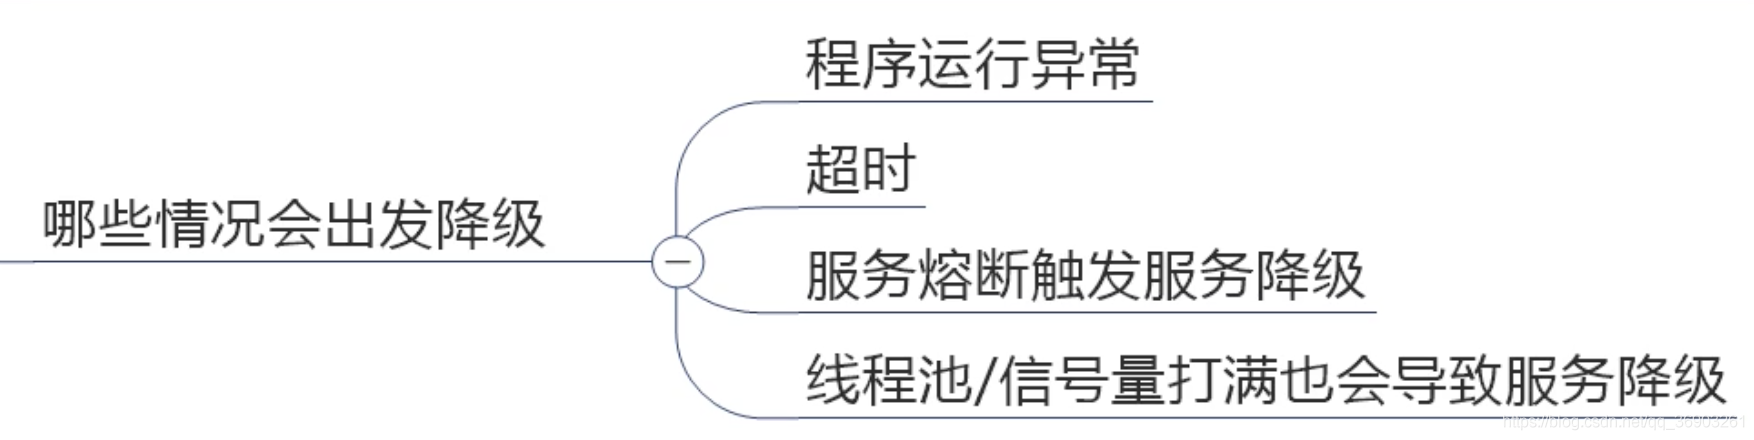 程序运行异常
超时
哪些情况会出发降级
服务熔断触发服务降级
线程池/信号量打满也会导致服务降级
https://blog.csdn.net/qq_36903261